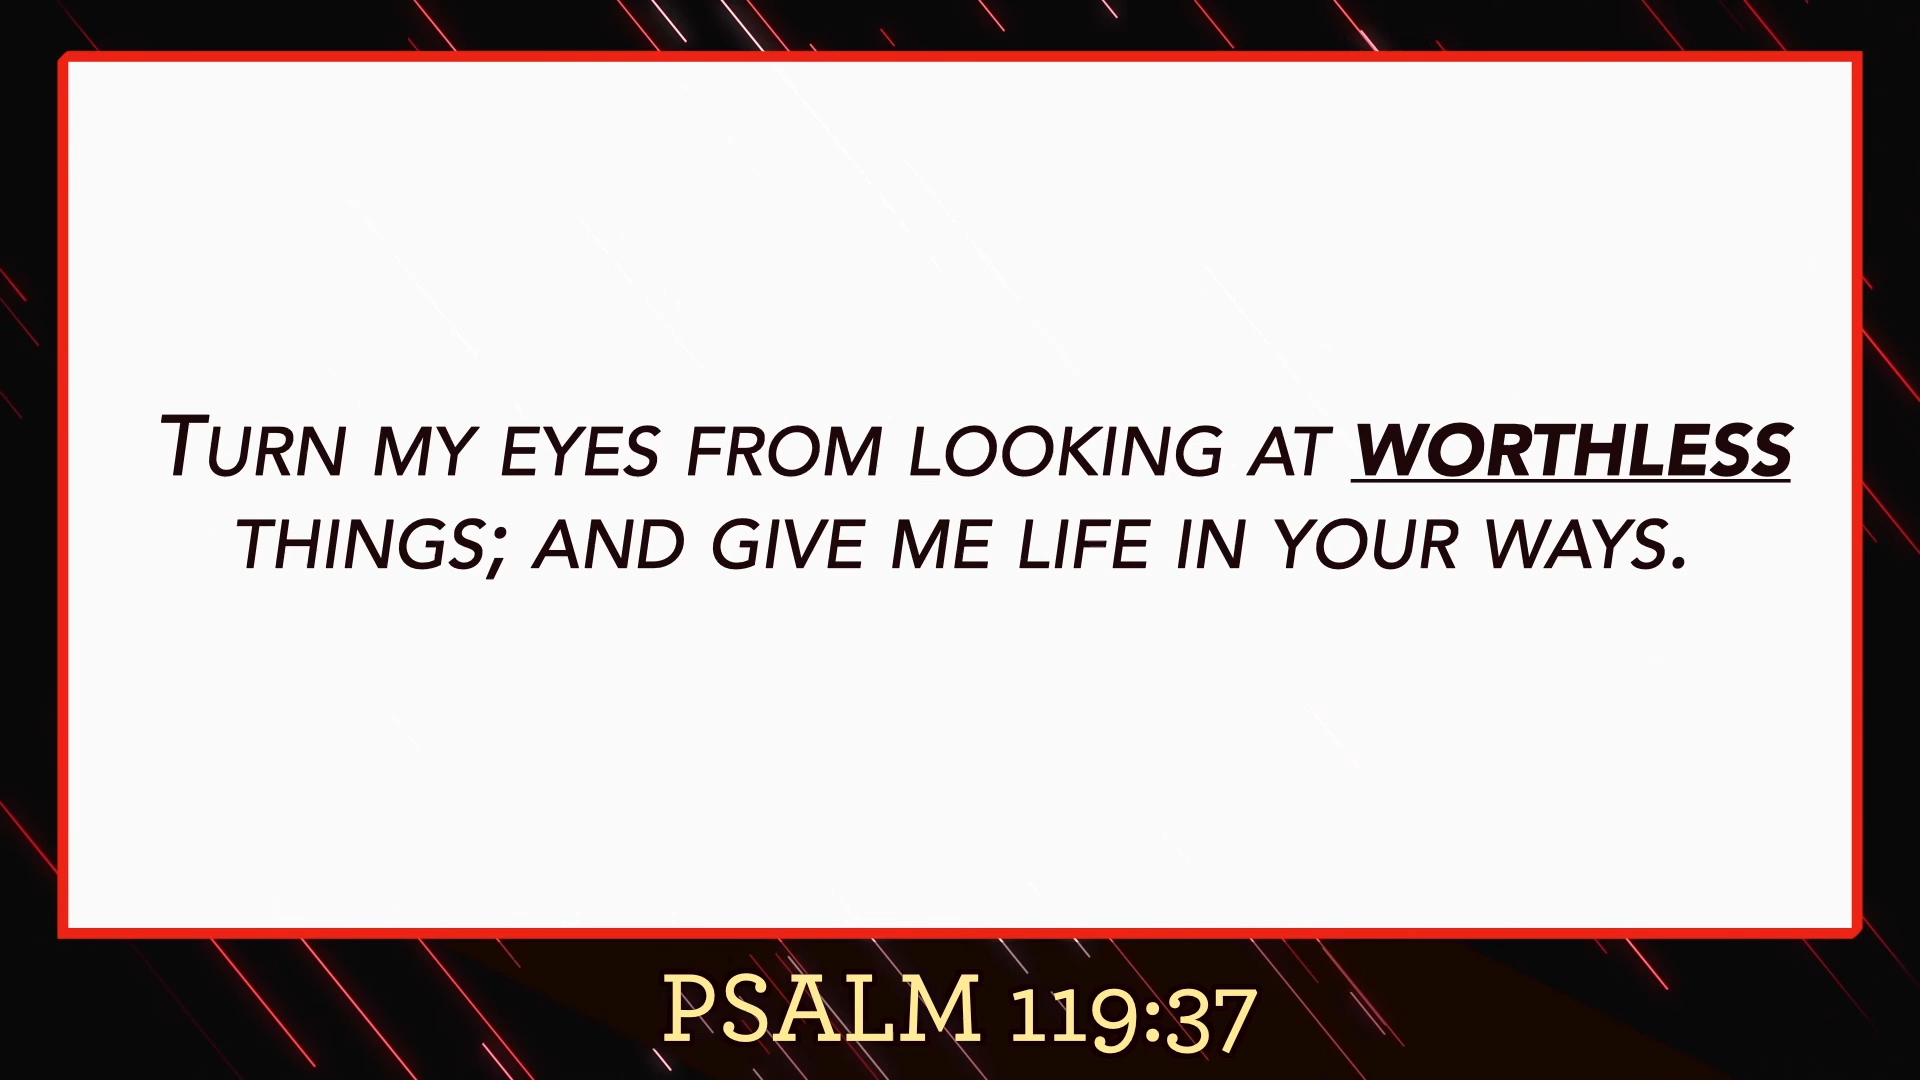 Turn my eyes from looking at worthless
things; and give me life in your ways.
PSALM 119:37